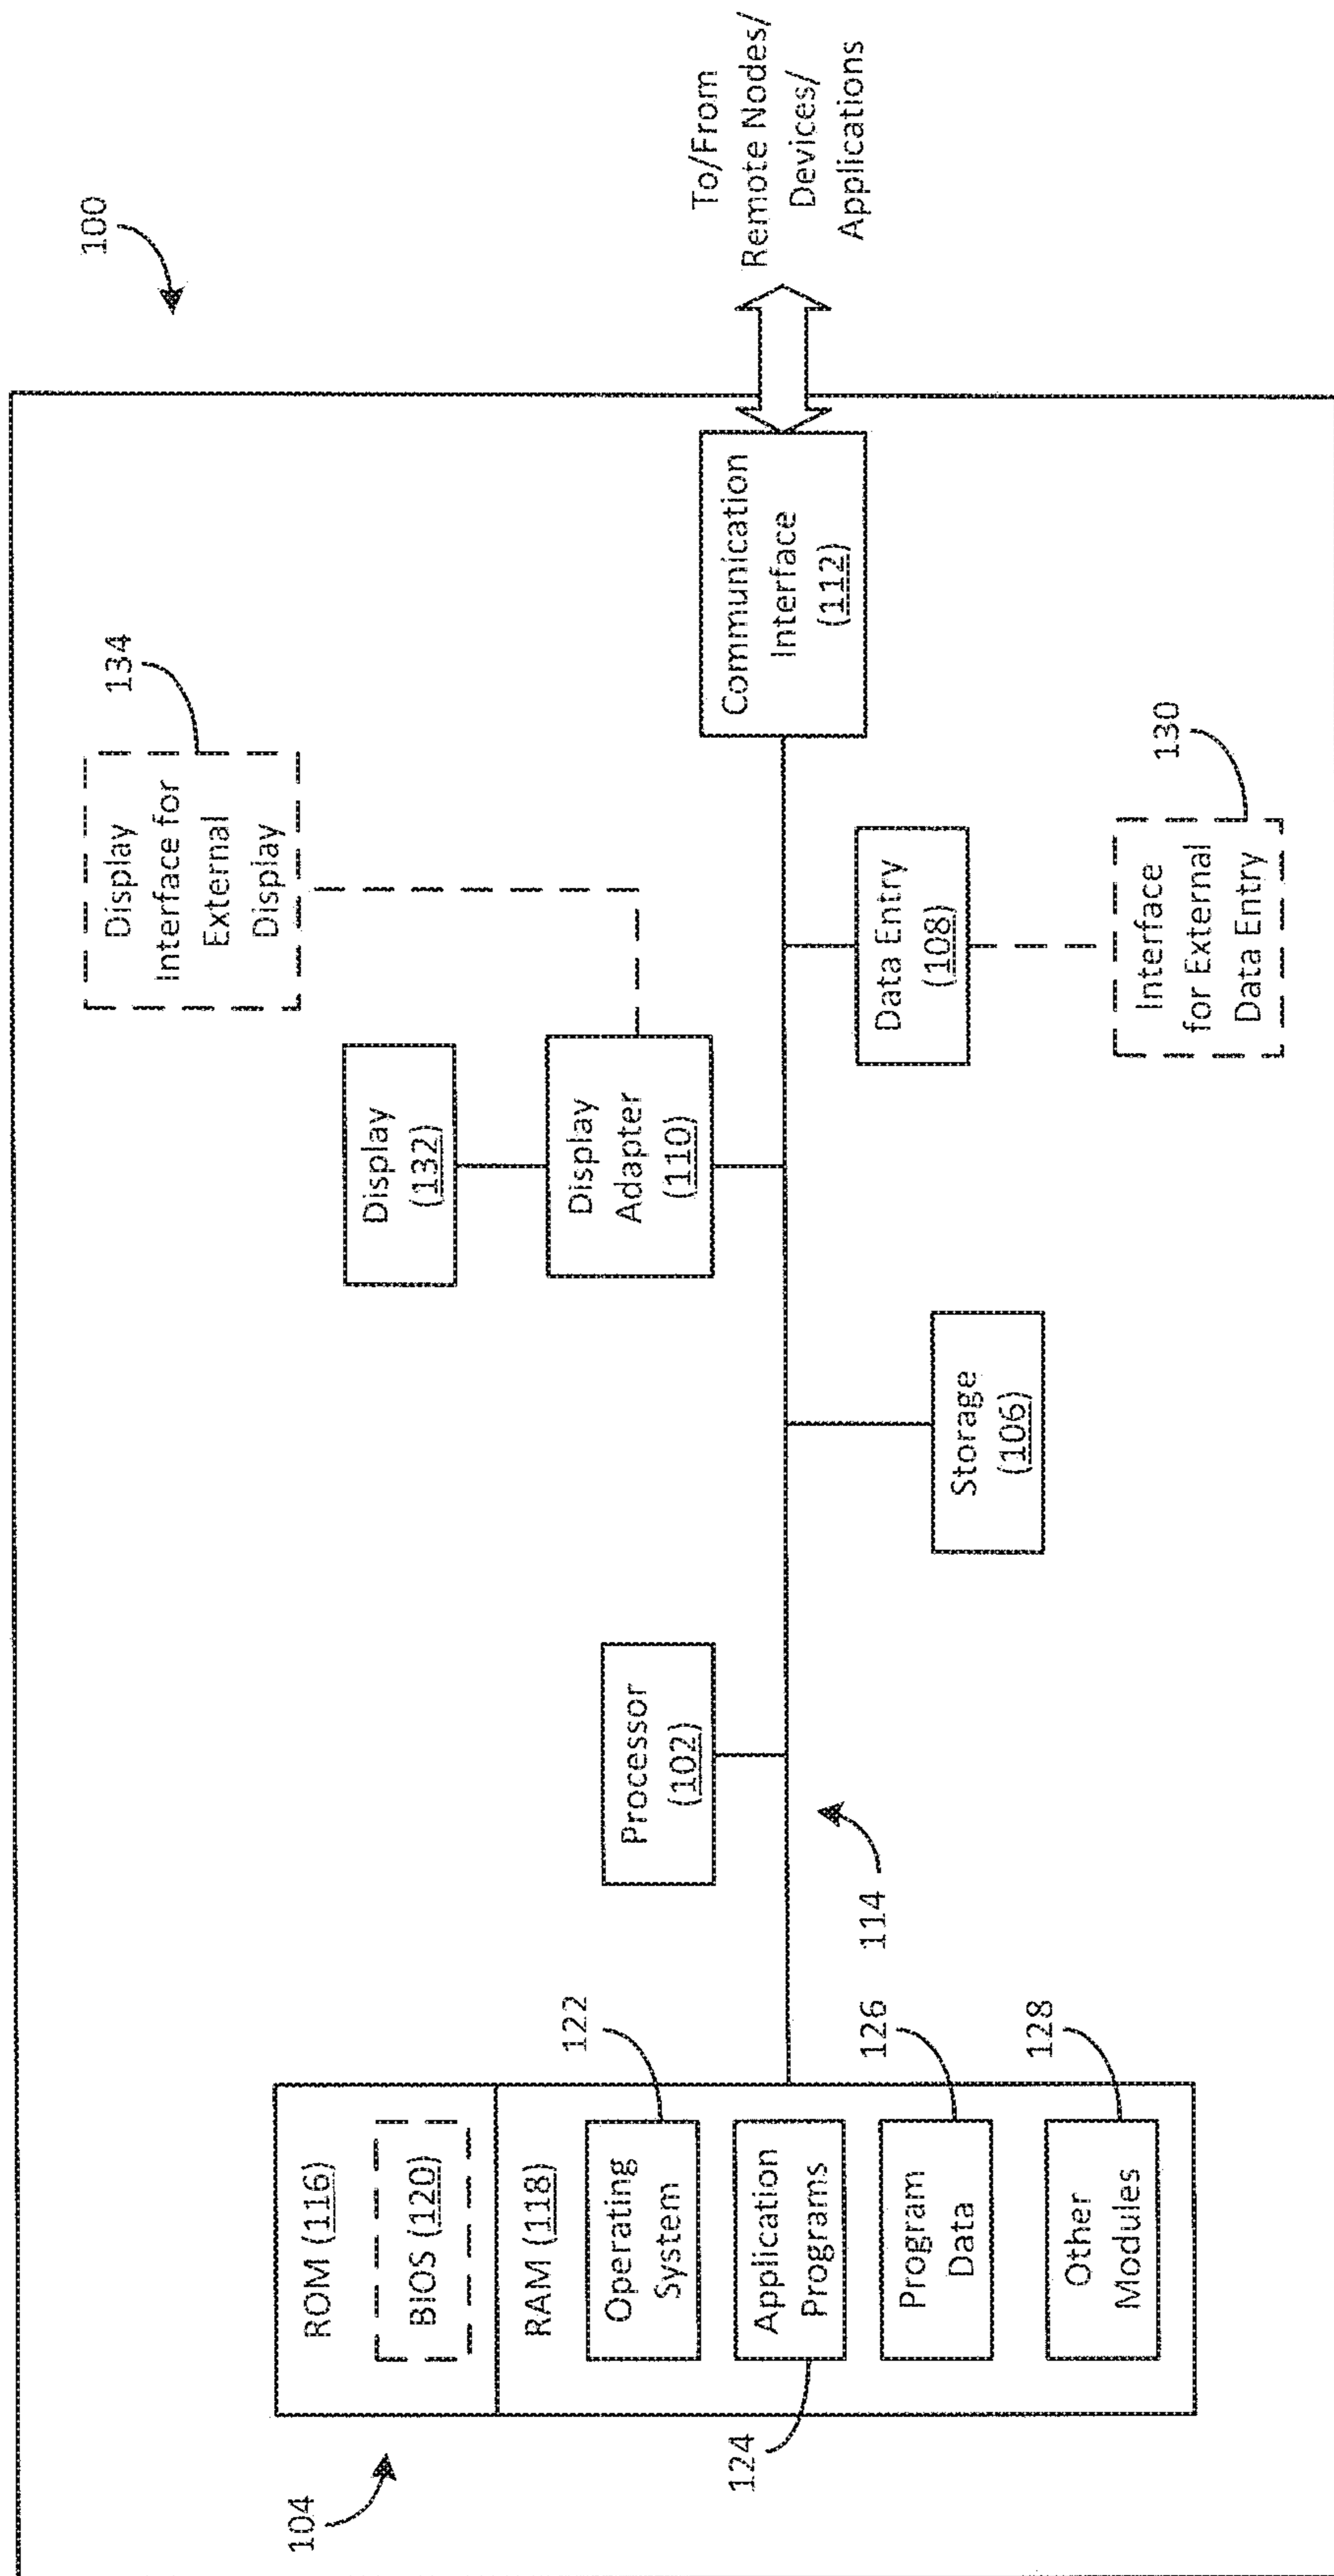 100
104
ROM (116)
BIOS (120)
RAM (118)
Operating
System
122
Application
Programs
124
Program
Data
126
Other
Modules
128
114
Processor
(102)
Storage
(106)
Display
(132)
Display
Adapter
(110)
Display
Interface for
External
Display
134
Data Entry
(108)
Interface
for External
Data Entry
130
Communication
Interface
(112)
To/From
Remote Nodes/
Devices/
Applications